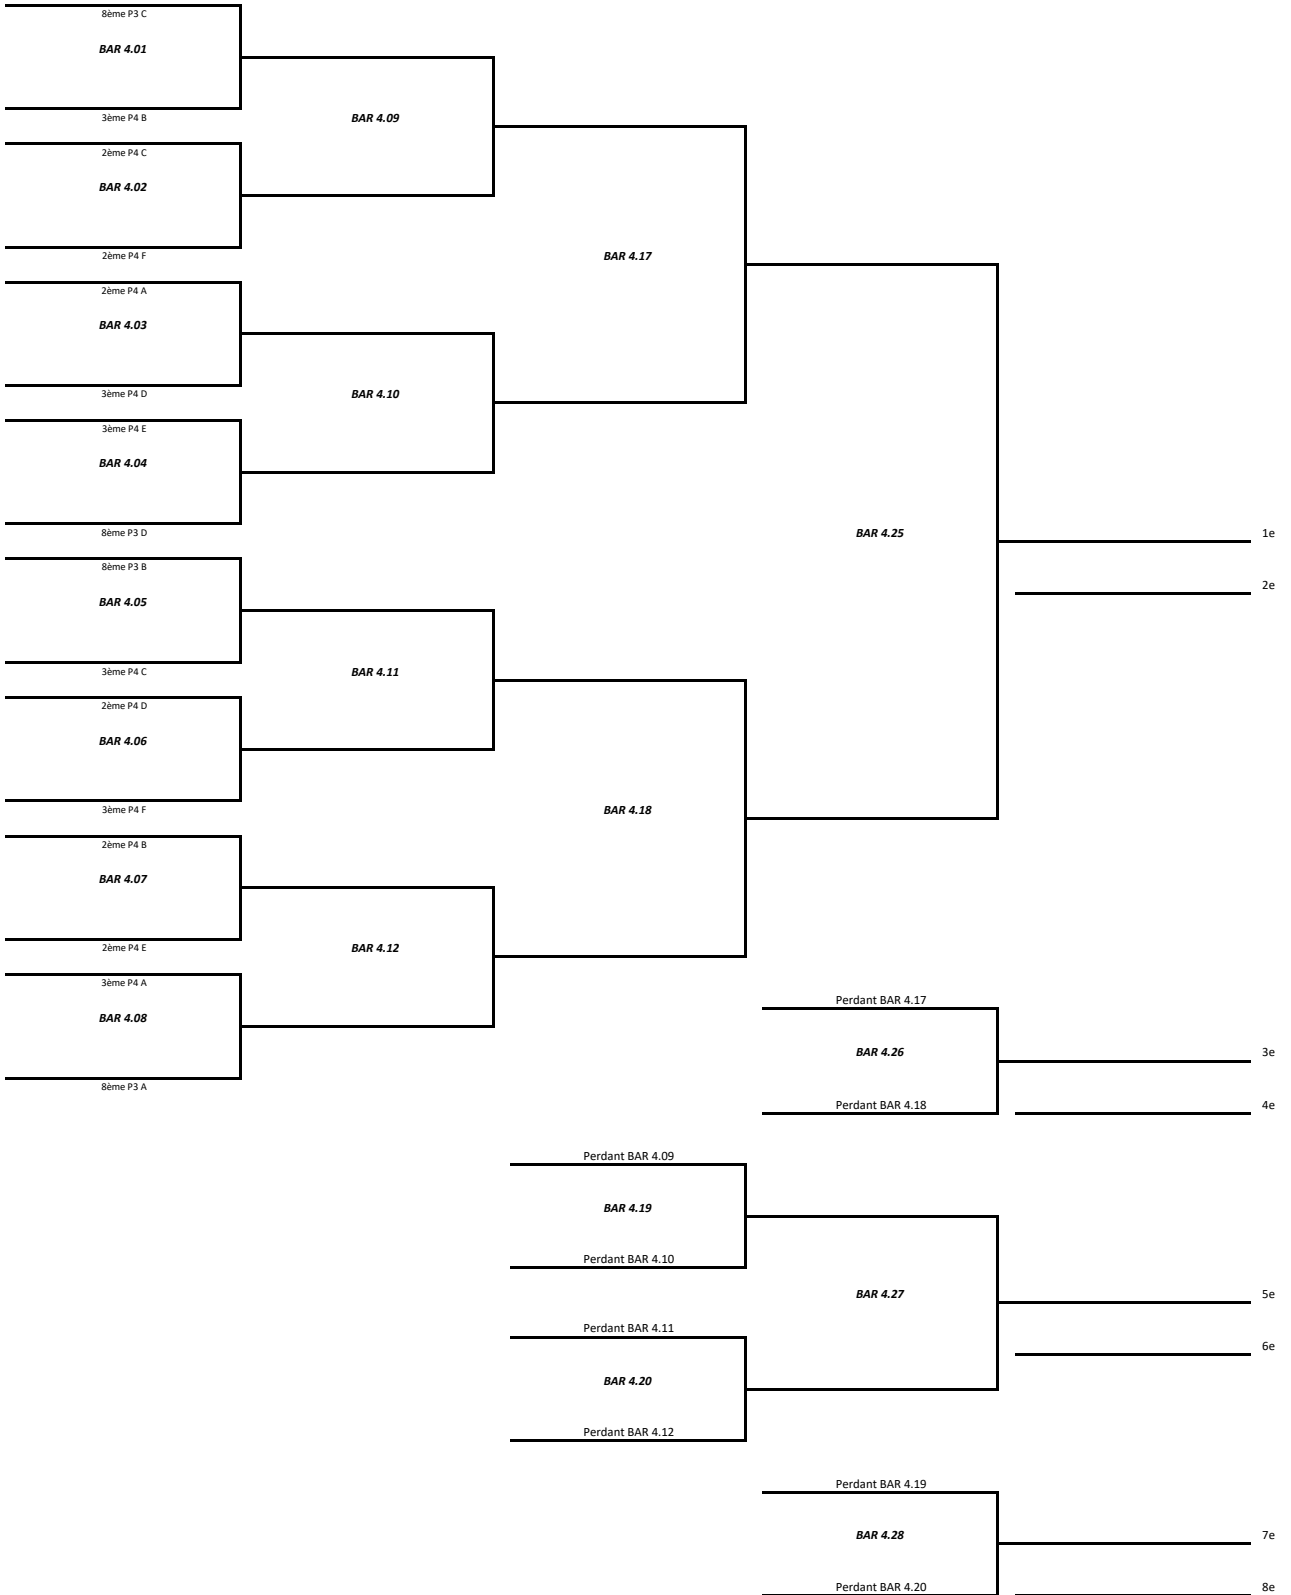 8ème P3 C
BAR 4.01
3ème P4 B
BAR 4.09
2ème P4 C
BAR 4.02
2ème P4 F
BAR 4.17
2ème P4 A
BAR 4.03
3ème P4 D
BAR 4.10
3ème P4 E
BAR 4.04
8ème P3 D
BAR 4.25
1e
8ème P3 B
2e
BAR 4.05
3ème P4 C
BAR 4.11
2ème P4 D
BAR 4.06
3ème P4 F
BAR 4.18
2ème P4 B
BAR 4.07
2ème P4 E
BAR 4.12
3ème P4 A
Perdant BAR 4.17
BAR 4.08
BAR 4.26
3e
8ème P3 A
Perdant BAR 4.18
4e
Perdant BAR 4.09
BAR 4.19
Perdant BAR 4.10
BAR 4.27
5e
Perdant BAR 4.11
6e
BAR 4.20
Perdant BAR 4.12
Perdant BAR 4.19
BAR 4.28
7e
Perdant BAR 4.20
8e